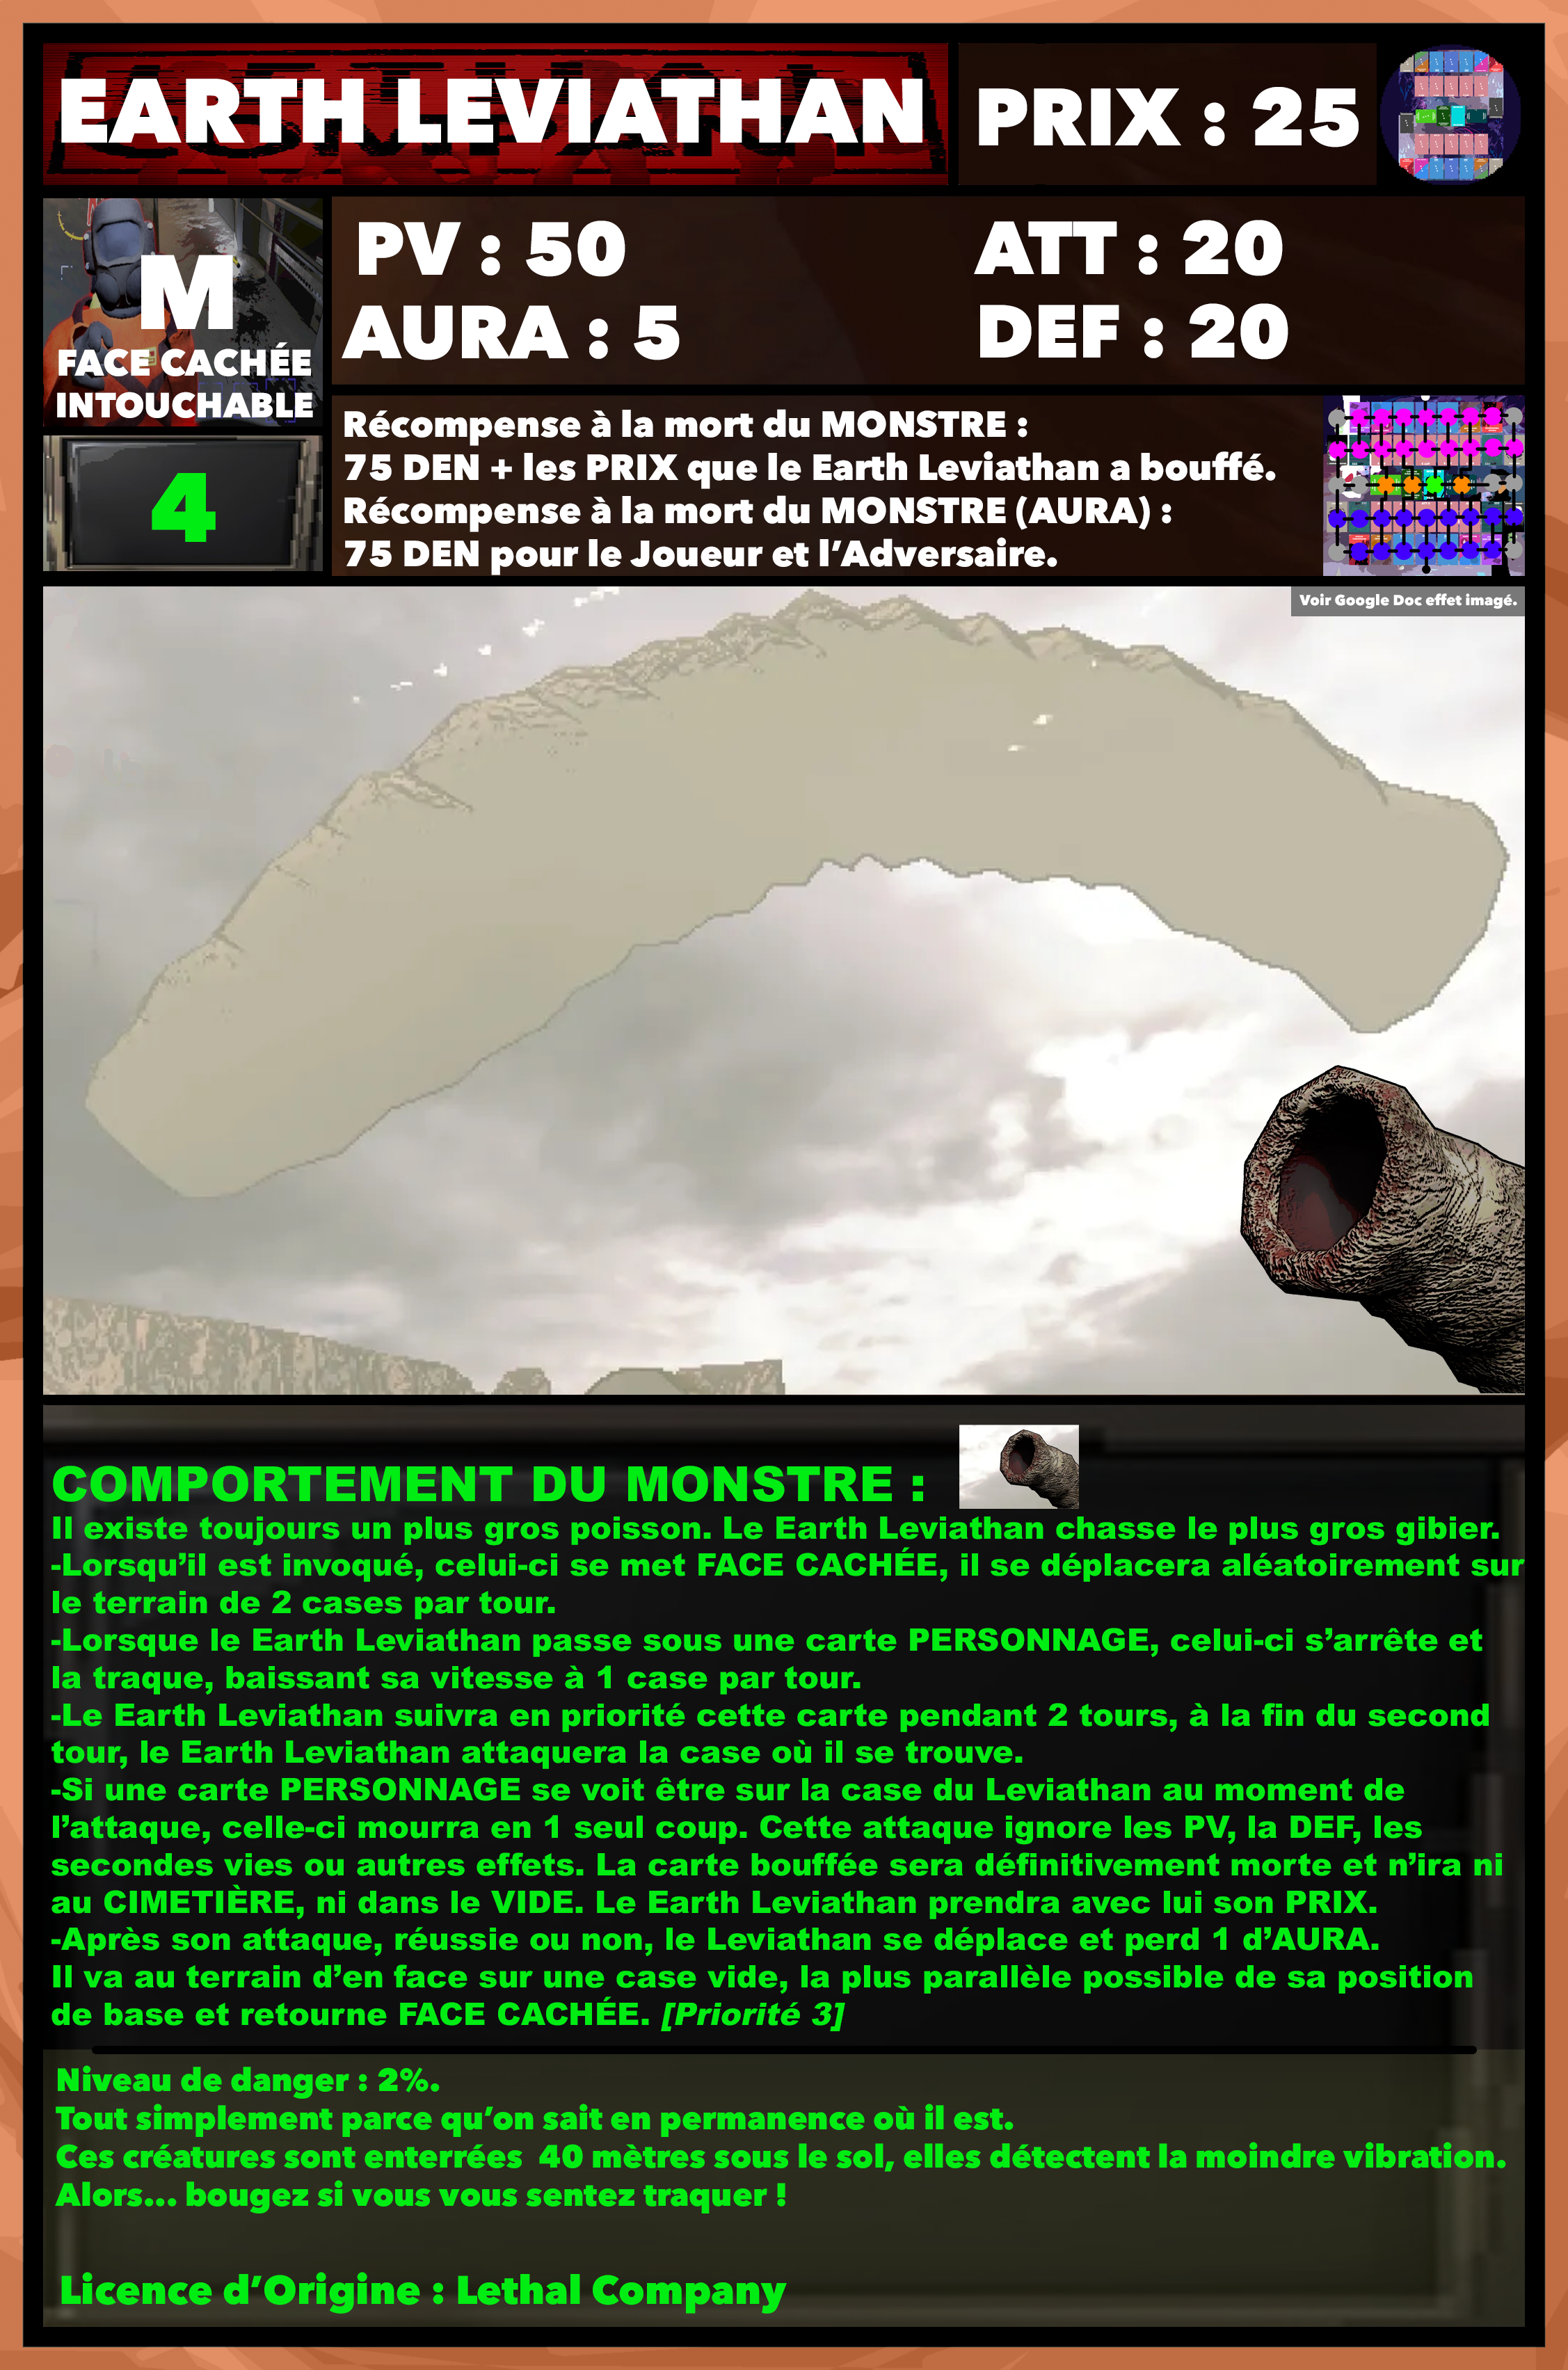 EARTH LEVIATHAN
PRIX : 25
M
FACE CACHÉE
INTOUCHABLE
PV : 50
ATT : 20
AURA : 5
DEF : 20
4
Récompense à la mort du MONSTRE :
75 DEN + les PRIX que le Earth Leviathan a bouffé.
Récompense à la mort du MONSTRE (AURA) :
75 DEN pour le Joueur et l’Adversaire.
Voir Google Doc effet imagé.
COMPORTEMENT DU MONSTRE :
Il existe toujours un plus gros poisson. Le Earth Leviathan chasse le plus gros gibier.
-Lorsqu’il est invoqué, celui-ci se met FACE CACHÉE, il se déplacera aléatoirement sur
le terrain de 2 cases par tour.
-Lorsque le Earth Leviathan passe sous une carte PERSONNAGE, celui-ci s’arrête et
la traque, baissant sa vitesse à 1 case par tour.
-Le Earth Leviathan suivra en priorité cette carte pendant 2 tours, à la fin du second
tour, le Earth Leviathan attaquera la case où il se trouve.
-Si une carte PERSONNAGE se voit être sur la case du Leviathan au moment de
l’attaque, celle-ci mourra en 1 seul coup. Cette attaque ignore les PV, la DEF, les
secondes vies ou autres effets. La carte bouffée sera définitivement morte et n’ira ni
au CIMETIÈRE, ni dans le VIDE. Le Earth Leviathan prendra avec lui son PRIX.
-Après son attaque, réussie ou non, le Leviathan se déplace et perd 1 d’AURA.
Il va au terrain d’en face sur une case vide, la plus parallèle possible de sa position
de base et retourne FACE CACHÉE. [Priorité 3]
Niveau de danger : 2%.
Tout simplement parce qu’on sait en permanence où il est.
Ces créatures sont enterrées  40 mètres sous le sol, elles détectent la moindre vibration.
Alors... bougez si vous vous sentez traquer !
Licence d’Origine : Lethal Company